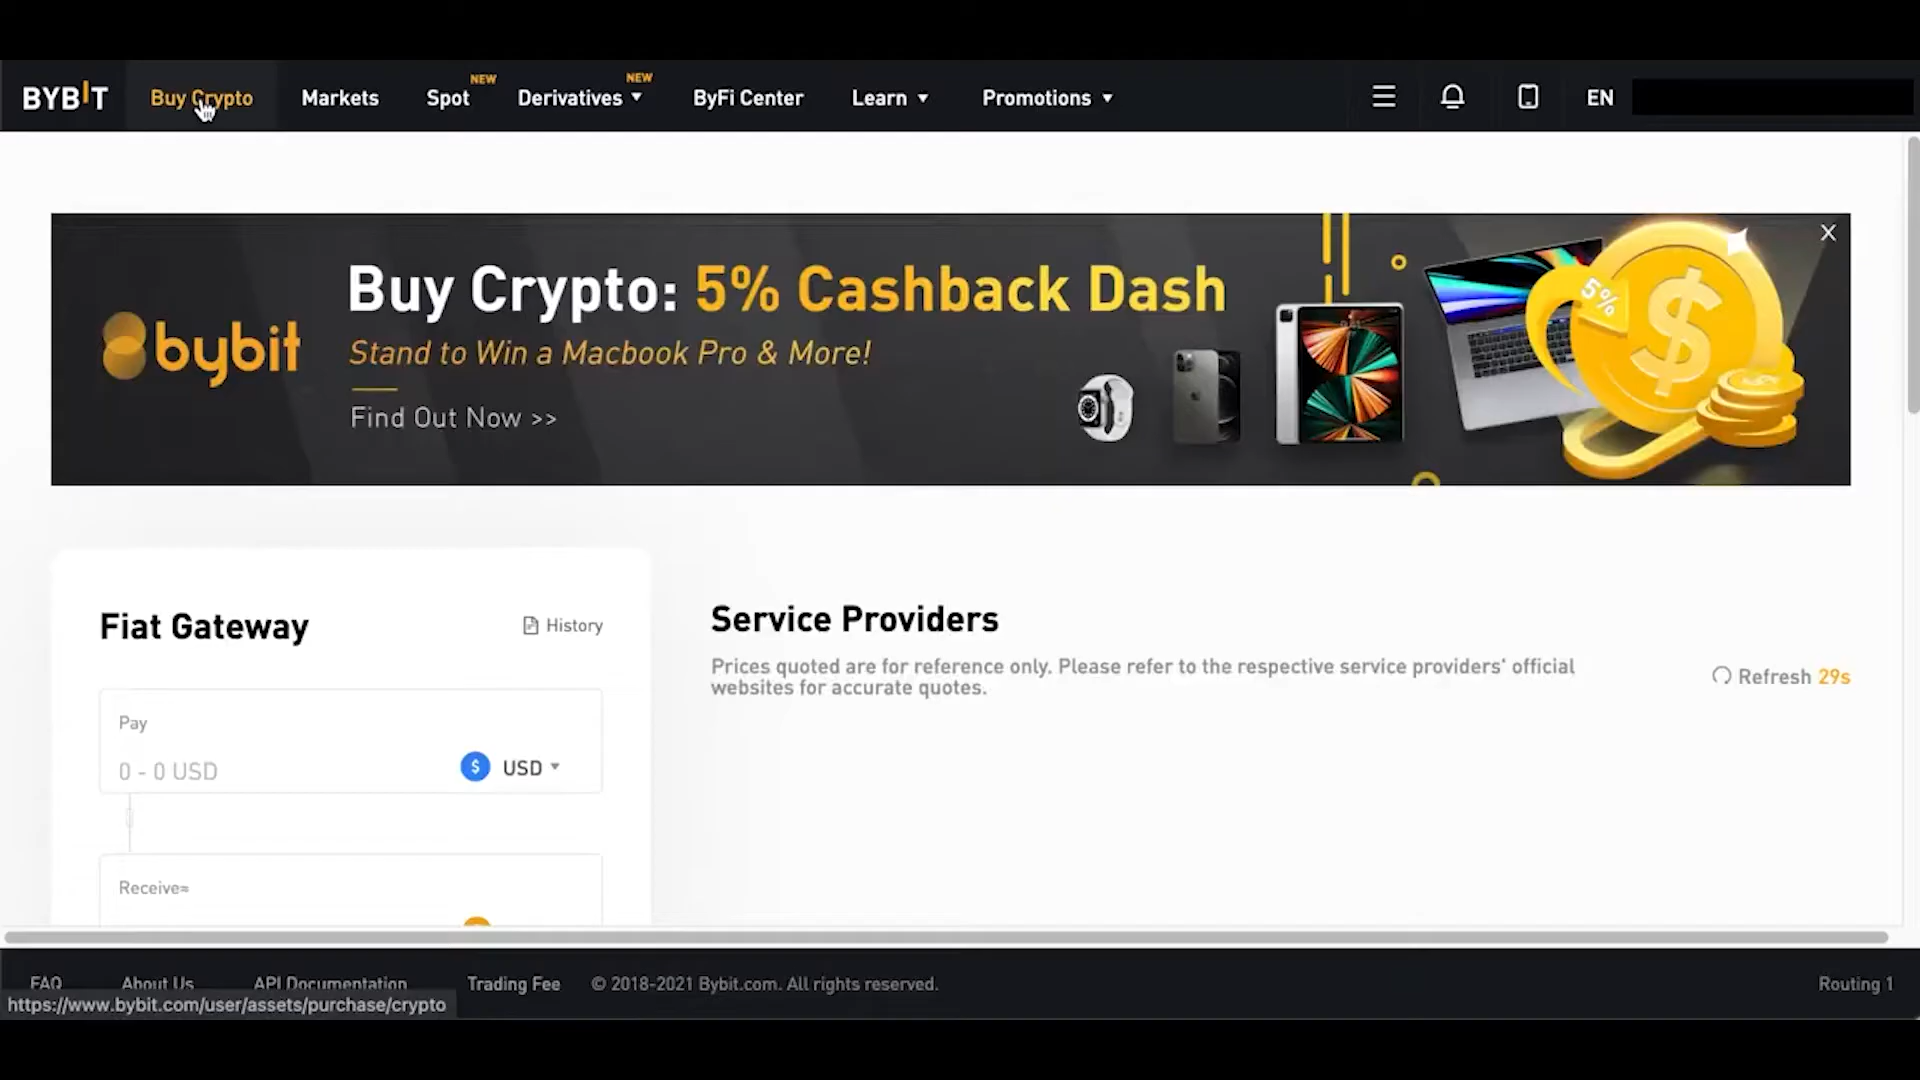 BYBIT Buy Crypto Markets Spot NEW Derivatives NEW ByFi Center Learn Promotions EN
Buy Crypto: 5% Cashback Dash
5%
$
bybit
Stand to Win a Macbook Pro & More!
Find Out Now >>
X
Fiat Gateway
History
Service Providers
Prices quoted are for reference only. Please refer to the respective service providers' official
websites for accurate quotes.
Refresh 29s
Pay
0 - 0 USD
$ USD
Receive≈
FAQ About Us API Documentation Trading Fee © 2018-2021 Bybit.com. All rights reserved. Routing 1
https://www.bybit.com/user/assets/purchase/crypto